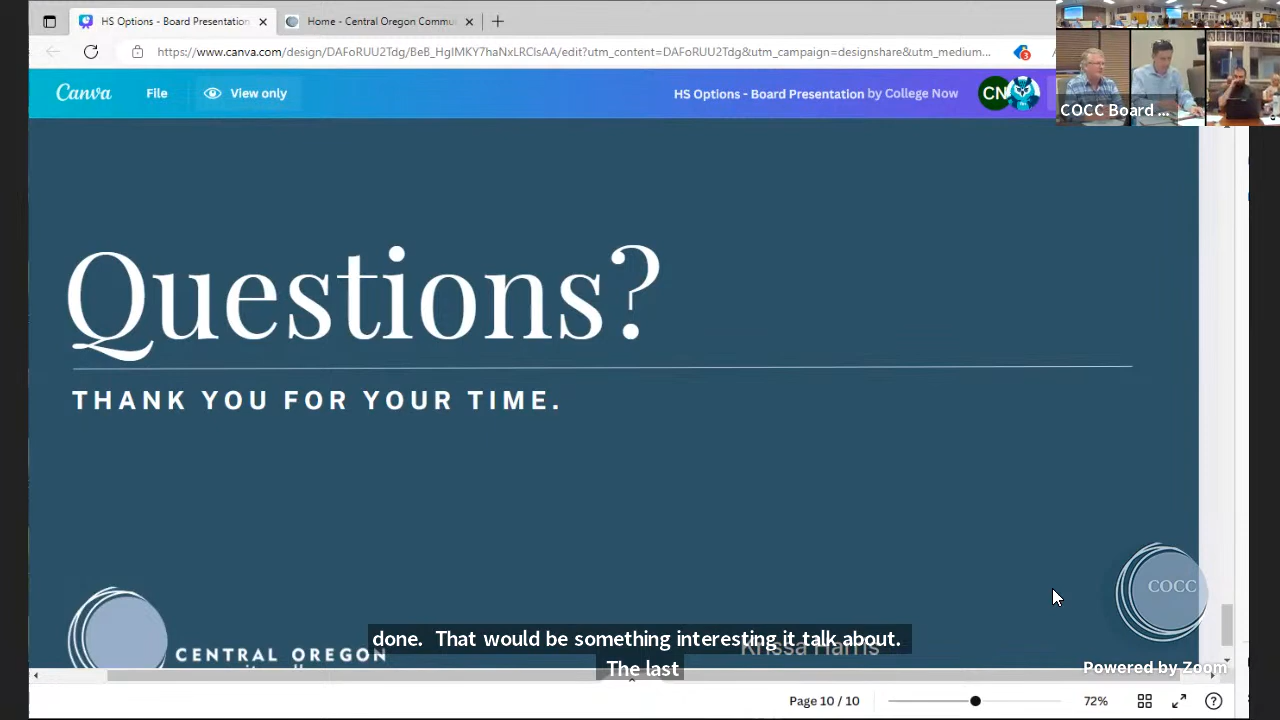 HS Options - Board Presentation
Home - Central Oregon Commu
https://www.canva.com/design/DAFoRUU2Tdg/BeB_HgIMKY7haNxLRCIsAA/edit?utm_content=DAFoRUU2Tdg&utm_campaign=designshare&utm_medium...
3
Canva
File
View only
HS Options - Board Presentation by College Now
CN
COCC Board ...
Questions?
THANK YOU FOR YOUR TIME.
COCC
CENTRAL OREGON
Krissa Harris
done. That would be something interesting it talk about.
The last
Powered by Zoom
Page 10 / 10
72%